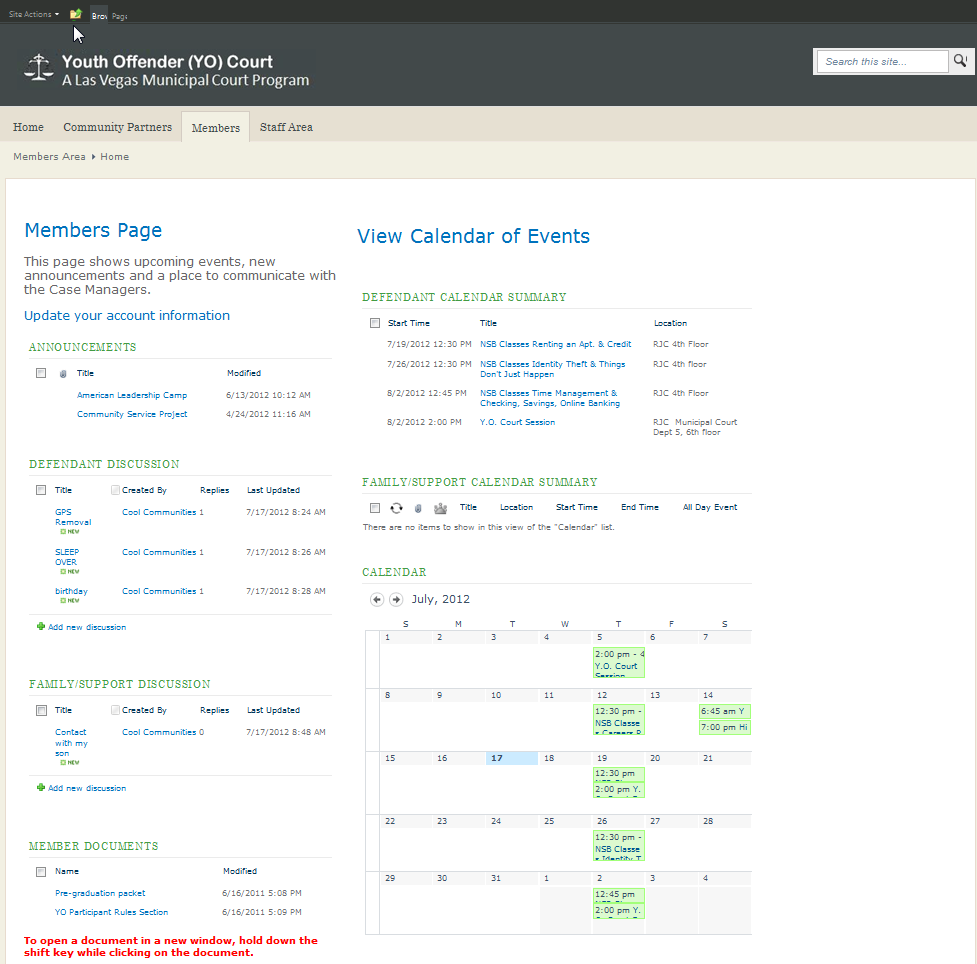 Site Actions
Youth Offender (YO) Court
A Las Vegas Municipal Court Program
Search this site...
Home Community Partners Members Staff Area
Members Area Home
Members Page
This page shows upcoming events, new
announcements and a place to communicate with
the Case Managers.
Update your account information
ANNOUNCEMENTS
Title Modified
American Leadership Camp 6/13/2012 10:12 AM
Community Service Project 4/24/2012 11:16 AM
DEFENDANT DISCUSSION
Title Created By Replies Last Updated
GPS Cool Communities 1 7/17/2012 8:24 AM
Removal
NEW
SLEEP Cool Communities 1 7/17/2012 8:26 AM
OVER
NEW
birthday Cool Communities 1 7/17/2012 8:28 AM
NEW
Add new discussion
FAMILY/SUPPORT DISCUSSION
Title Created By Replies Last Updated
Contact Cool Communities 0 7/17/2012 8:48 AM
with my
son
NEW
Add new discussion
MEMBER DOCUMENTS
Name Modified
Pre-graduation packet 6/16/2011 5:08 PM
YO Participant Rules Section 6/16/2011 5:09 PM
To open a document in a new window, hold down the
shift key while clicking on the document.
View Calendar of Events
DEFENDANT CALENDAR SUMMARY
Start Time Title Location
7/19/2012 12:30 PM NSB Classes Renting an Apt. & Credit RJC 4th Floor
7/26/2012 12:30 PM NSB Classes Identity Theft & Things RJC 4th floor
Don't Just Happen
8/2/2012 12:45 PM NSB Classes Time Management & RJC 4th Floor
Checking, Savings, Online Banking
8/2/2012 2:00 PM Y.O. Court Session RJC Municipal Court
Dept 5, 6th floor
FAMILY/SUPPORT CALENDAR SUMMARY
Title Location Start Time End Time All Day Event
There are no items to show in this view of the "Calendar" list.
CALENDAR
July, 2012
S M T W T F S
1 2 3 4 5 6 7
2:00 pm - 4
Y.O. Court
Session
8 9 10 11 12 13 14
12:30 pm - 6:45 am Y
NSB Classe 7:00 pm Hi
s Careers
15 16 17 18 19 20 21
12:30 pm
2:00 pm Y.
22 23 24 25 26 27 28
12:30 pm -
NSB Classe
s Identity T
29 30 31 1 2 3 4
12:45 pm
2:00 pm Y.